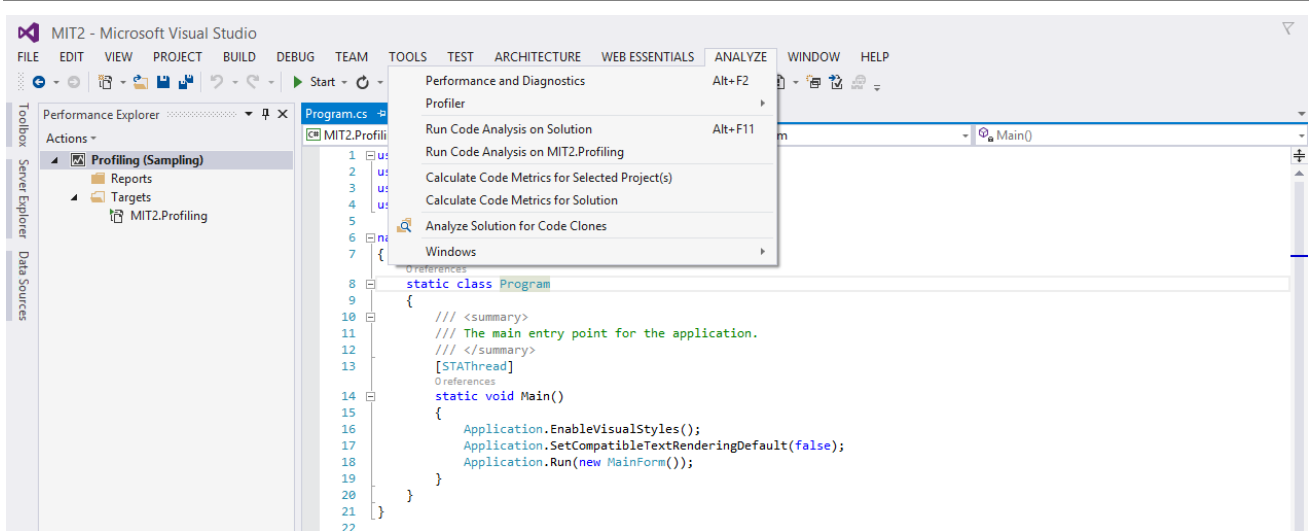 MIT2 - Microsoft Visual Studio
FILE EDIT VIEW PROJECT BUILD DEBUG TEAM TOOLS TEST ARCHITECTURE WEB ESSENTIALS ANALYZE WINDOW HELP
Start
Toolbox
Server Explorer
Data Sources
Performance Explorer
Actions
Profiling (Sampling)
Reports
Targets
MIT2.Profiling
Performance and Diagnostics Alt+F2
Profiler
Run Code Analysis on Solution Alt+F11
Run Code Analysis on MIT2.Profiling
Calculate Code Metrics for Selected Project(s)
Calculate Code Metrics for Solution
Analyze Solution for Code Clones
Windows
Program.cs
C# MIT2.Profili m Main()
1 us
2 us
3 us
4 us
5
6 na
7 {
0 references
8 static class Program
9 {
10 /// <summary>
11 /// The main entry point for the application.
12 /// </summary>
13 [STAThread]
0 references
14 static void Main()
15 {
16 Application.EnableVisualStyles();
17 Application.SetCompatibleTextRenderingDefault(false);
18 Application.Run(new MainForm());
19 }
20 }
21 }
22